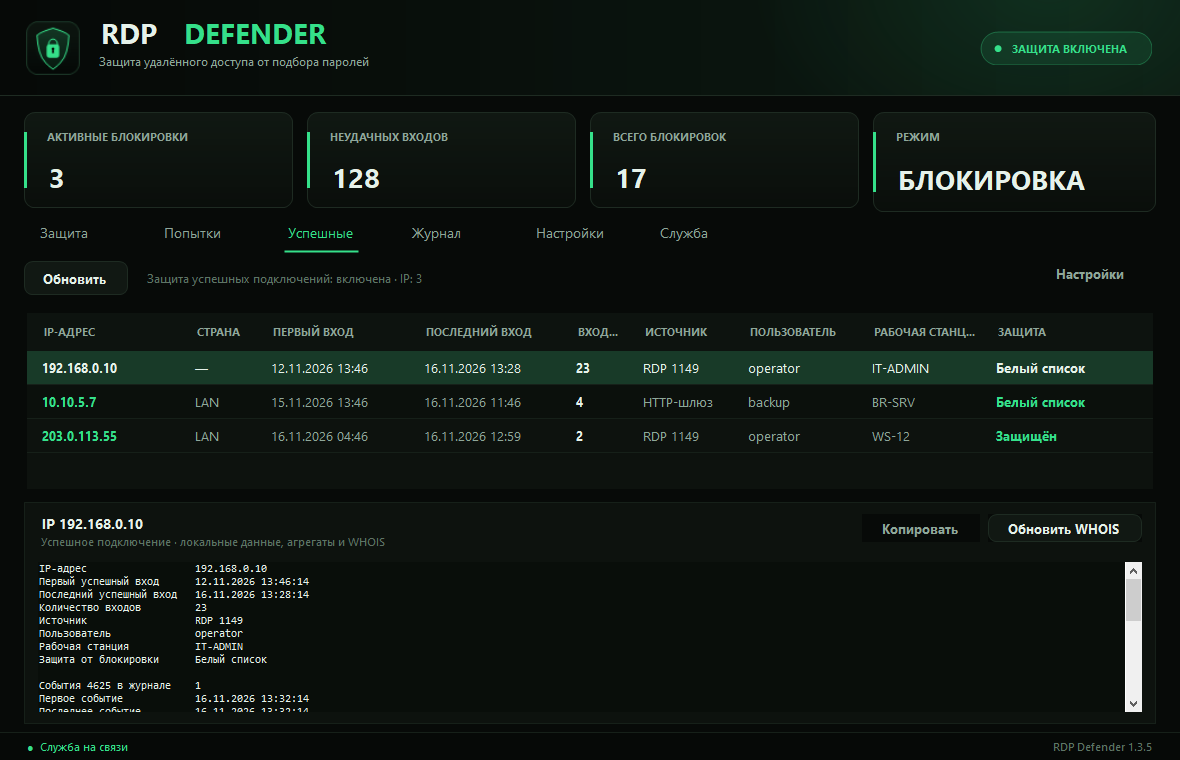 RDP DEFENDER
Защита удалённого доступа от подбора паролей
ЗАЩИТА ВКЛЮЧЕНА
АКТИВНЫЕ БЛОКИРОВКИ
3
НЕУДАЧНЫХ ВХОДОВ
128
ВСЕГО БЛОКИРОВОК
17
РЕЖИМ
БЛОКИРОВКА
Защита Попытки Успешные Журнал Настройки Служба
Обновить Защита успешных подключений: включена · IP: 3 Настройки
IP-АДРЕС СТРАНА ПЕРВЫЙ ВХОД ПОСЛЕДНИЙ ВХОД ВХОД... ИСТОЧНИК ПОЛЬЗОВАТЕЛЬ РАБОЧАЯ СТАНЦ... ЗАЩИТА
192.168.0.10 — 12.11.2026 13:46 16.11.2026 13:28 23 RDP 1149 operator IT-ADMIN Белый список
10.10.5.7 LAN 15.11.2026 13:46 16.11.2026 11:46 4 HTTP-шлюз backup BR-SRV Белый список
203.0.113.55 LAN 16.11.2026 04:46 16.11.2026 12:59 2 RDP 1149 operator WS-12 Защищён
IP 192.168.0.10
Успешное подключение · локальные данные, агрегаты и WHOIS
Копировать Обновить WHOIS
IP-адрес 192.168.0.10
Первый успешный вход 12.11.2026 13:46:14
Последний успешный вход 16.11.2026 13:28:14
Количество входов 23
Источник RDP 1149
Пользователь operator
Рабочая станция IT-ADMIN
Защита от блокировки Белый список
События 4625 в журнале 1
Первое событие 16.11.2026 13:32:14
Последнее событие 16.11.2026 13:32:14
Служба на связи
RDP Defender 1.3.5